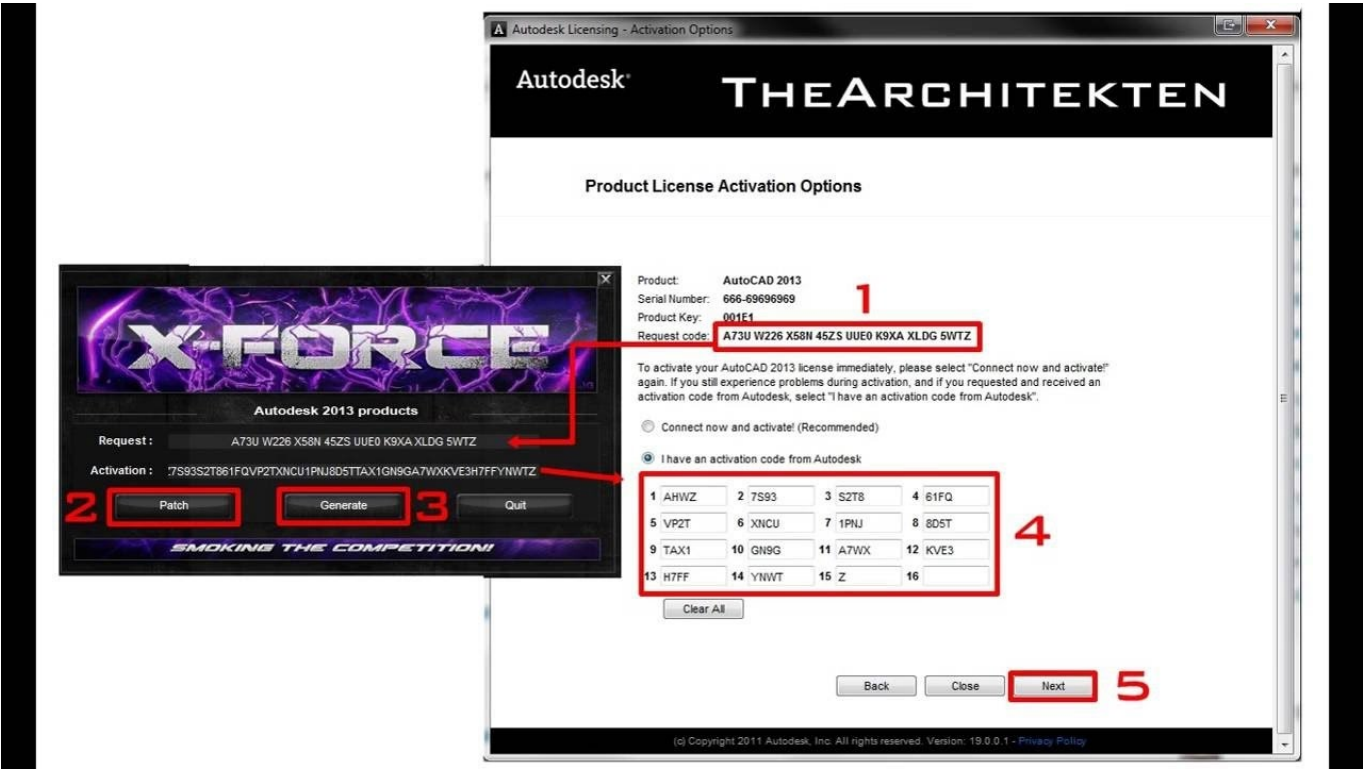 Autodesk Licensing - Activation Options
Autodesk
THEARCHITEKTEN
Product License Activation Options
Product: AutoCAD 2013
Serial Number: 666-69696969
Product Key: 001E1
1
Request code: A73U W226 X58N 45ZS UUE0 K9XA XLDG 5WTZ
To activate your AutoCAD 2013 license immediately, please select "Connect now and activate!"
again. If you still experience problems during activation, and if you requested and received an
activation code from Autodesk, select "I have an activation code from Autodesk".
Connect now and activate! (Recommended)
I have an activation code from Autodesk
1 AHWZ 2 7S93 3 S2T8 4 61FQ
5 VP2T 6 XNCU 7 1PNJ 8 8D5T
9 TAX1 10 GN9G 11 A7WX 12 KVE3
13 H7FF 14 YNWT 15 Z 16
4
Clear All
Back Close Next 5
(c) Copyright 2011 Autodesk, Inc. All rights reserved. Version: 19.0.0.1 - Privacy Policy
X-FORCE
Autodesk 2013 products
Request : A73U W226 X58N 45ZS UUE0 K9XA XLDG 5WTZ
Activation : 7S93S2T861FQVP2TXNCU1PNJ8D5TTAX1GN9GA7WXKVE3H7FFYNWTZ
2 Patch Generate 3 Quit
SMOKING THE COMPETITION!